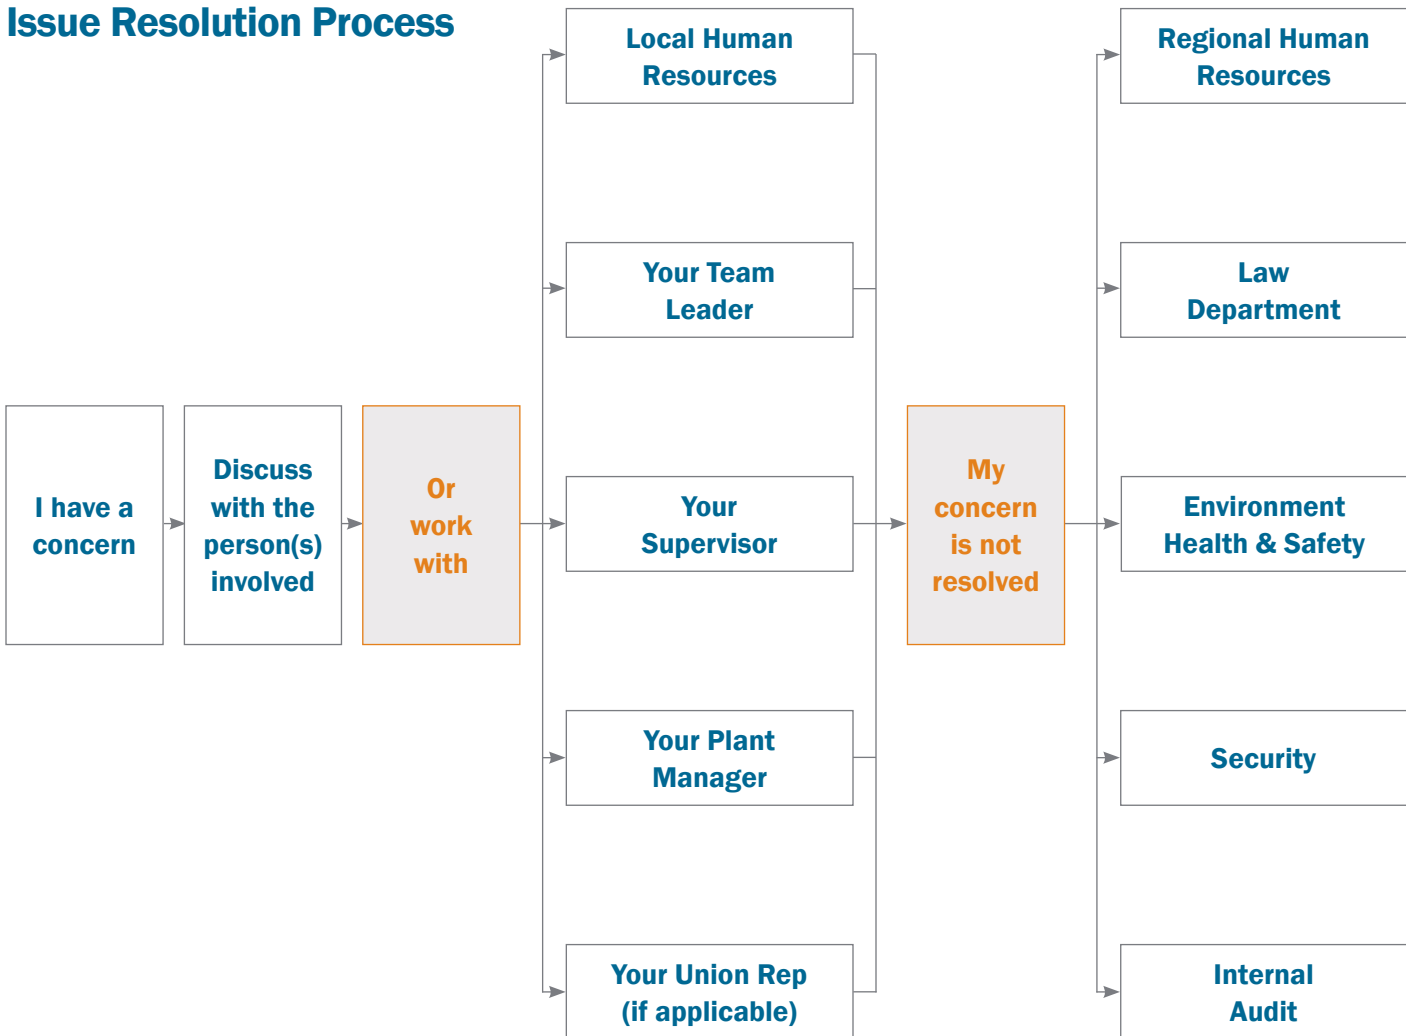 Issue Resolution Process
I have a
concern
Discuss
with the
person(s)
involved
Or
work
with
Local Human
Resources
Your Team
Leader
Your
Supervisor
Your Plant
Manager
Your Union Rep
(if applicable)
My
concern
is not
resolved
Regional Human
Resources
Law
Department
Environment
Health & Safety
Security
Internal
Audit